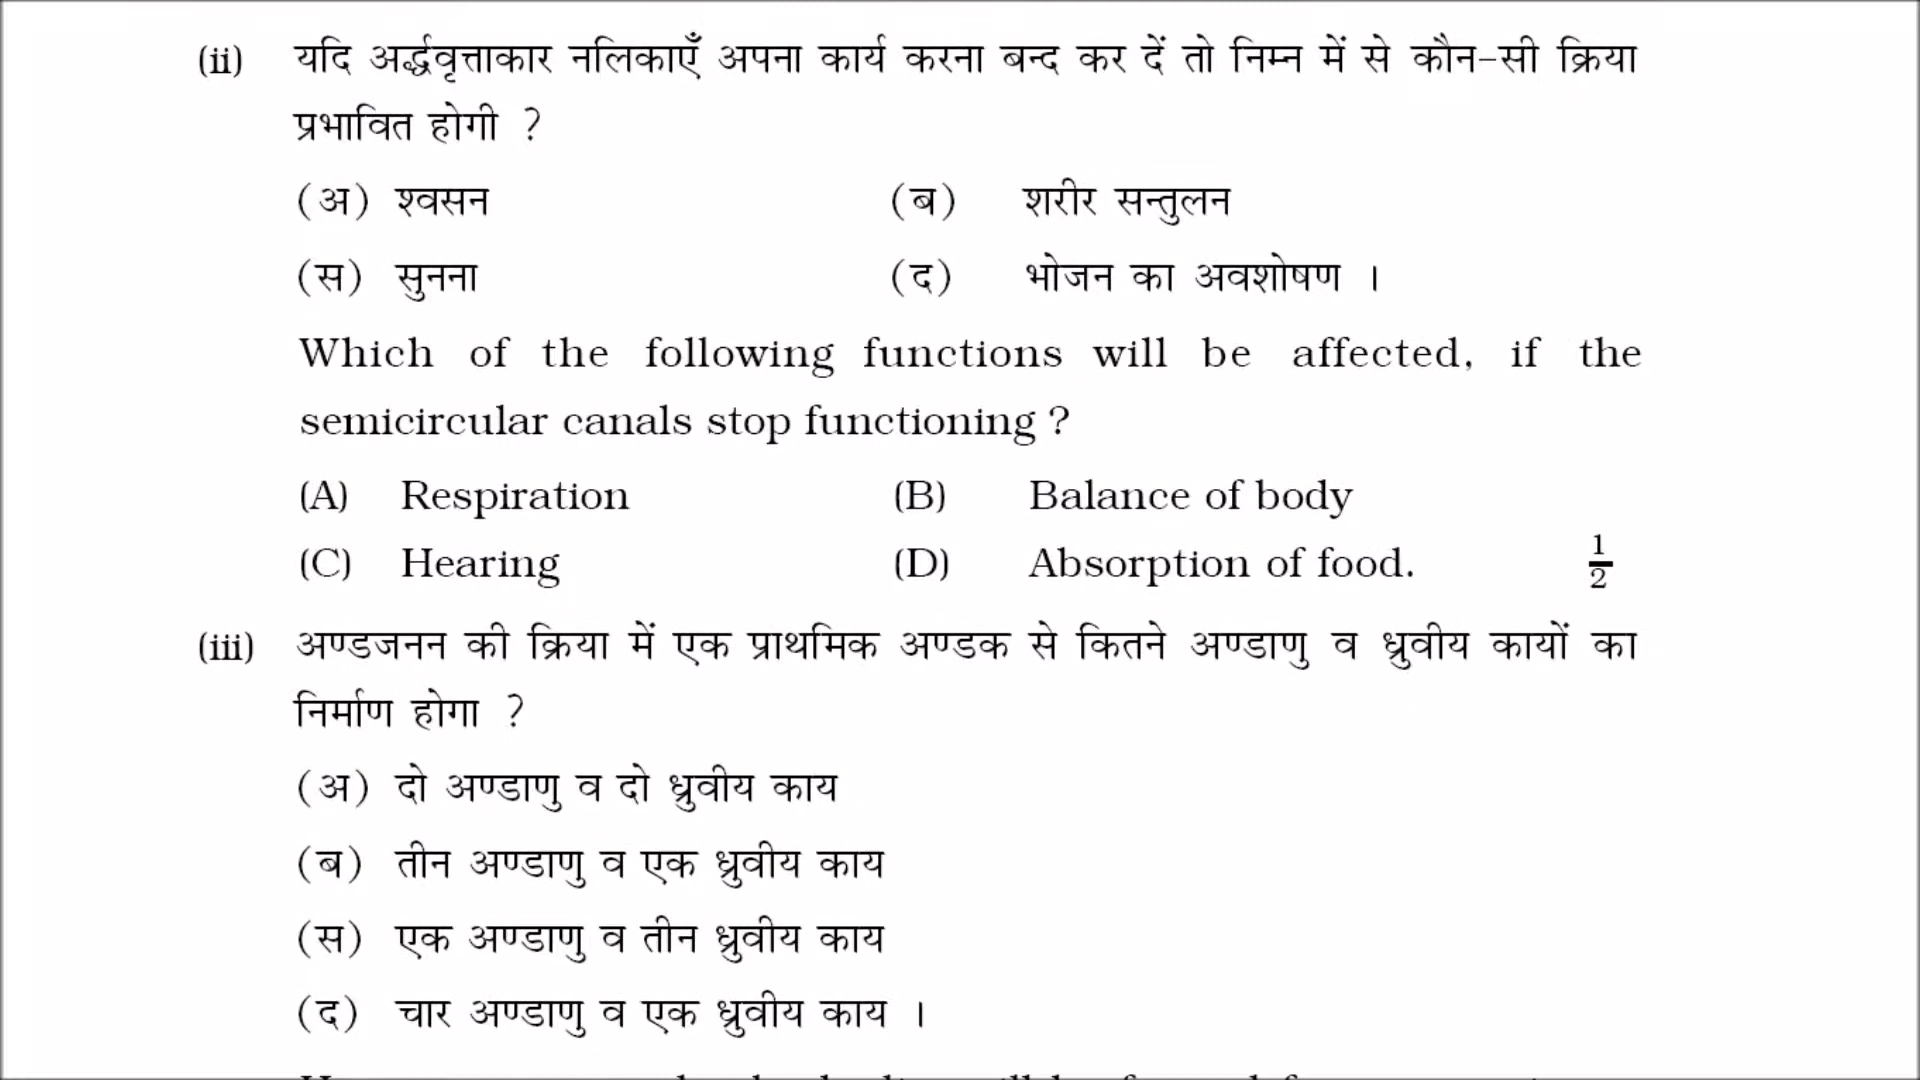 (ii) यदि अर्द्धवृत्ताकार नलिकाएँ अपना कार्य करना बन्द कर दें तो निम्न में से कौन-सी क्रिया
प्रभावित होगी ?
(अ) श्वसन (ब) शरीर सन्तुलन
(स) सुनना (द) भोजन का अवशोषण ।
Which of the following functions will be affected, if the
semicircular canals stop functioning ?
(A) Respiration (B) Balance of body
(C) Hearing (D) Absorption of food. 1/2
(iii) अण्डजनन की क्रिया में एक प्राथमिक अण्डक से कितने अण्डाणु व ध्रुवीय कायों का
निर्माण होगा ?
(अ) दो अण्डाणु व दो ध्रुवीय काय
(ब) तीन अण्डाणु व एक ध्रुवीय काय
(स) एक अण्डाणु व तीन ध्रुवीय काय
(द) चार अण्डाणु व एक ध्रुवीय काय ।